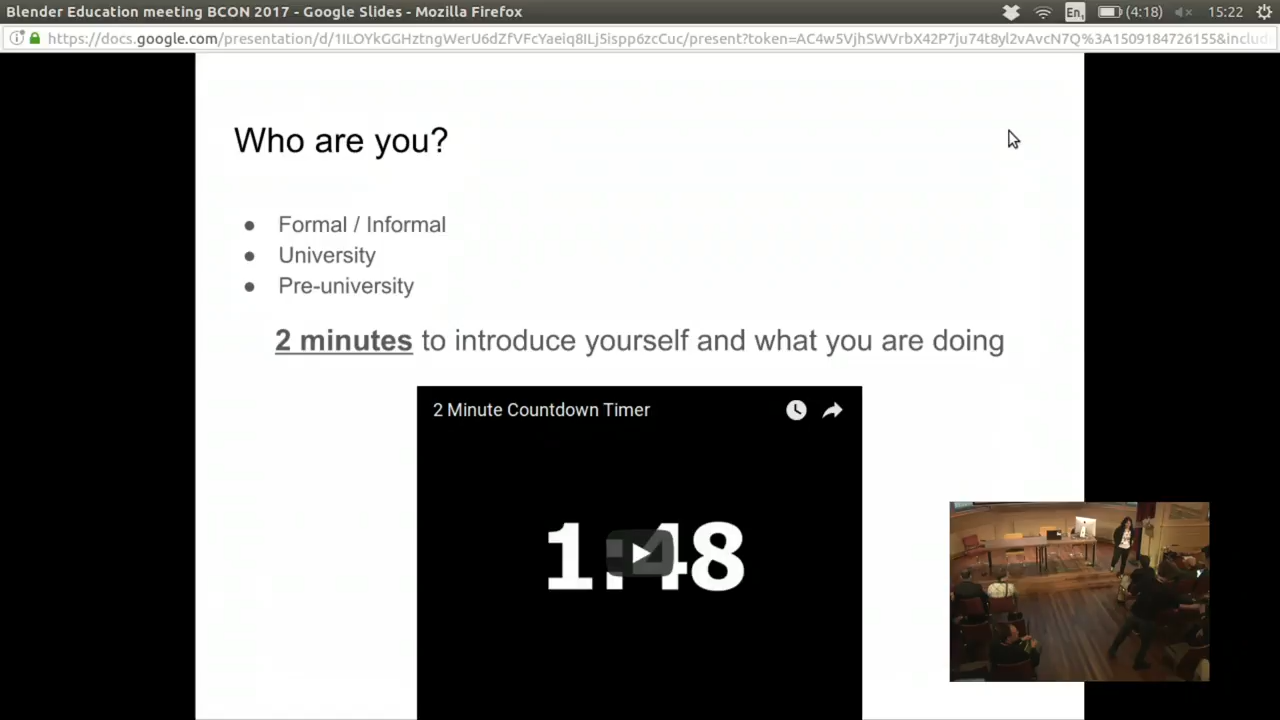 Blender Education meeting BCON 2017 - Google Slides - Mozilla Firefox
En₁ (4:18) 15:22
https://docs.google.com/presentation/d/1ILOYkGGHztngWerU6dZfVFcYaeiq8ILj5ispp6zcCuc/present?token=AC4w5VjhSWVrbX42P7ju74t8yl2vAvcN7Q%3A1509184726155&includ
Who are you?
● Formal / Informal
● University
● Pre-university
2 minutes to introduce yourself and what you are doing
2 Minute Countdown Timer
1:48